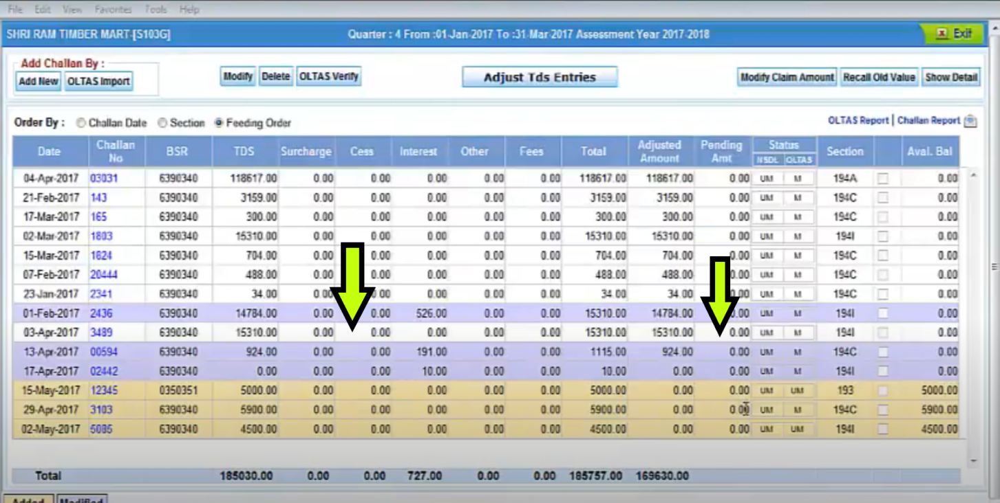 File Edit View Favorites Tools Help
SHRI RAM TIMBER MART-[S103G] Quarter : 4 From :01-Jan-2017 To :31-Mar-2017 Assessment Year 2017-2018 Exit
Add Challan By :
Add New OLTAS Import Modify Delete OLTAS Verify Adjust Tds Entries Modify Claim Amount Recall Old Value Show Detail
Order By : Challan Date Section Feeding Order OLTAS Report | Challan Report
Date Challan No BSR TDS Surcharge Cess Interest Other Fees Total Adjusted Amount Pending Amt Status NSDL OLTAS Section Aval. Bal
04-Apr-2017 03031 6390340 118617.00 0.00 0.00 0.00 0.00 0.00 118617.00 118617.00 0.00 UM M 194A 0.00
21-Feb-2017 143 6390340 3159.00 0.00 0.00 0.00 0.00 0.00 3159.00 3159.00 0.00 UM M 194C 0.00
17-Mar-2017 165 6390340 300.00 0.00 0.00 0.00 0.00 0.00 300.00 300.00 0.00 UM M 194C 0.00
02-Mar-2017 1803 6390340 15310.00 0.00 0.00 0.00 0.00 0.00 15310.00 15310.00 0.00 UM M 194I 0.00
15-Mar-2017 1824 6390340 704.00 0.00 0.00 0.00 0.00 0.00 704.00 704.00 0.00 UM M 194C 0.00
07-Feb-2017 20444 6390340 488.00 0.00 0.00 0.00 0.00 0.00 488.00 488.00 0.00 UM M 194C 0.00
23-Jan-2017 2341 6390340 34.00 0.00 0.00 0.00 0.00 34.00 34.00 UM M 194C 0.00
01-Feb-2017 2436 6390340 14784.00 0.00 0.00 526.00 0.00 0.00 15310.00 14784.00 0.00 UM M 194I 0.00
03-Apr-2017 3489 6390340 15310.00 0.00 0.00 0.00 0.00 0.00 15310.00 15310.00 0.00 UM M 194I 0.00
13-Apr-2017 00594 6390340 924.00 0.00 0.00 191.00 0.00 0.00 1115.00 924.00 0.00 UM M 194C 0.00
17-Apr-2017 02442 6390340 0.00 0.00 0.00 10.00 0.00 0.00 10.00 0.00 0.00 UM M 194I 0.00
15-May-2017 12345 0350351 5000.00 0.00 0.00 0.00 0.00 0.00 5000.00 0.00 0.00 UM UM 193 5000.00
29-Apr-2017 3103 6390340 5900.00 0.00 0.00 0.00 0.00 0.00 5900.00 0.00 0.00 UM M 194C 5900.00
02-May-2017 5085 6390340 4500.00 0.00 0.00 0.00 0.00 0.00 4500.00 0.00 0.00 UM UM 194I 4500.00
Total 185030.00 0.00 0.00 727.00 0.00 0.00 185757.00 169630.00
Added Modified